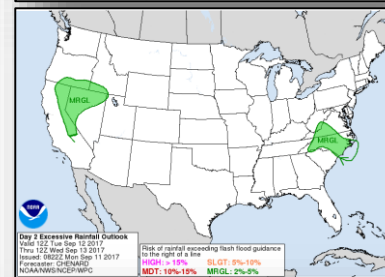 MRGL
MRGL
NOAA
Day 2 Excessive Rainfall Outlook
Valid 12Z Tue Sep 12 2017
Thru 12Z Wed Sep 13 2017
Issued: 0822Z Mon Sep 11 2017
Forecaster: CHENARD
NOAA/NWS/NCEP/WPC
Risk of rainfall exceeding flash flood guidance
to the right of a line
HIGH: > 15% SLGT: 5%-10%
MDT: 10%-15% MRGL: 2%-5%